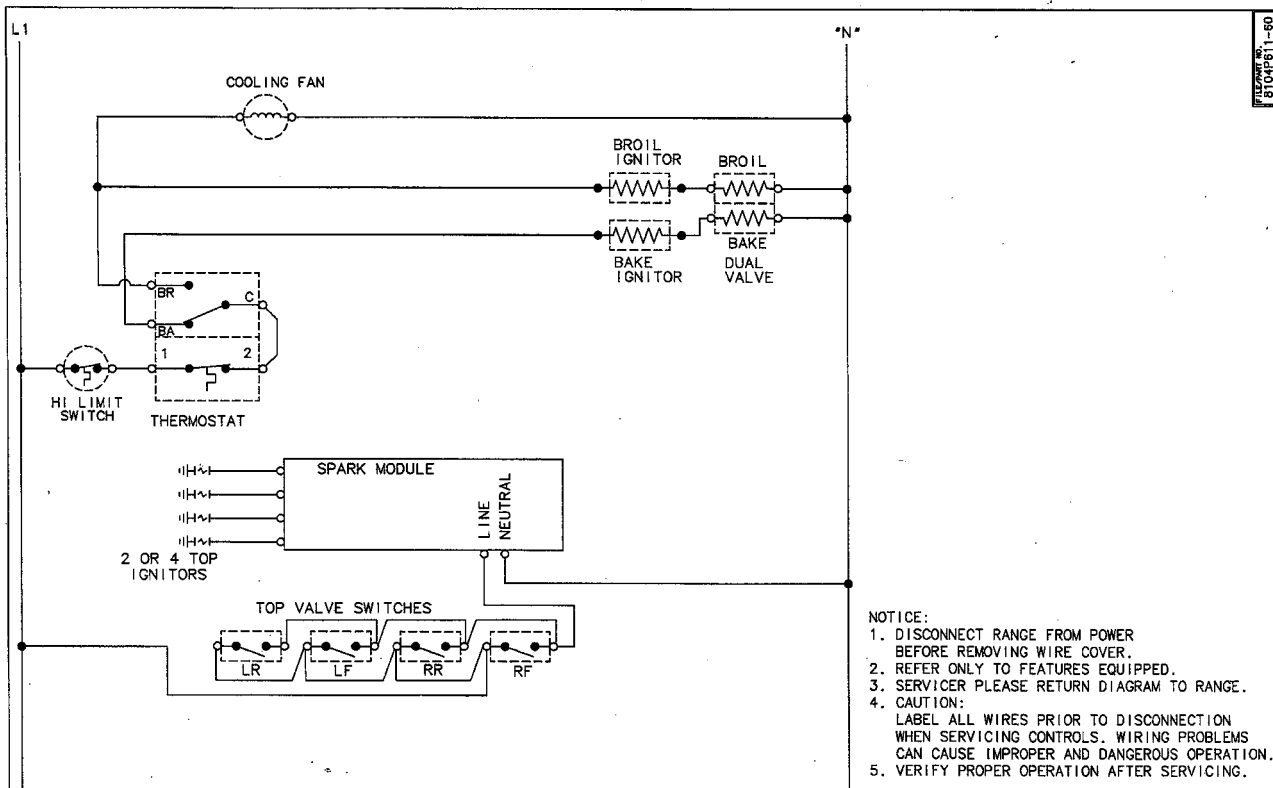 L1
"N"
FILE/PART NO.
8104P611-60
COOLING FAN
BROIL
IGNITOR
BROIL
BAKE
IGNITOR
BAKE
DUAL
VALVE
BR
C
BA
1
2
HI LIMIT
SWITCH
THERMOSTAT
SPARK MODULE
LINE
NEUTRAL
2 OR 4 TOP
IGNITORS
TOP VALVE SWITCHES
LR
LF
RR
RF
NOTICE:
1. DISCONNECT RANGE FROM POWER
BEFORE REMOVING WIRE COVER.
2. REFER ONLY TO FEATURES EQUIPPED.
3. SERVICER PLEASE RETURN DIAGRAM TO RANGE.
4. CAUTION:
LABEL ALL WIRES PRIOR TO DISCONNECTION
WHEN SERVICING CONTROLS. WIRING PROBLEMS
CAN CAUSE IMPROPER AND DANGEROUS OPERATION.
5. VERIFY PROPER OPERATION AFTER SERVICING.